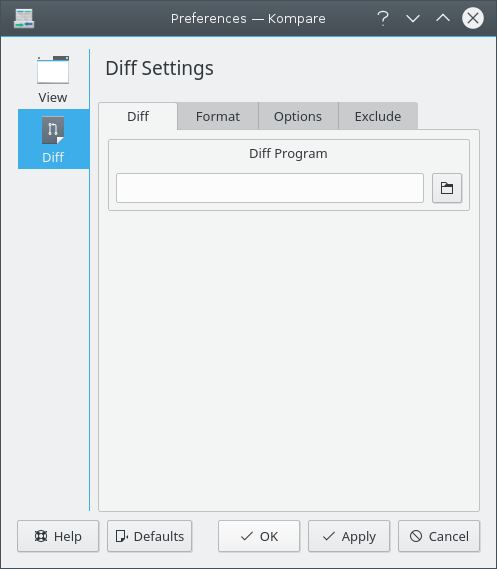 Preferences — Kompare
View
Diff
Diff Settings
Diff Format Options Exclude
Diff Program
Help Defaults OK Apply Cancel